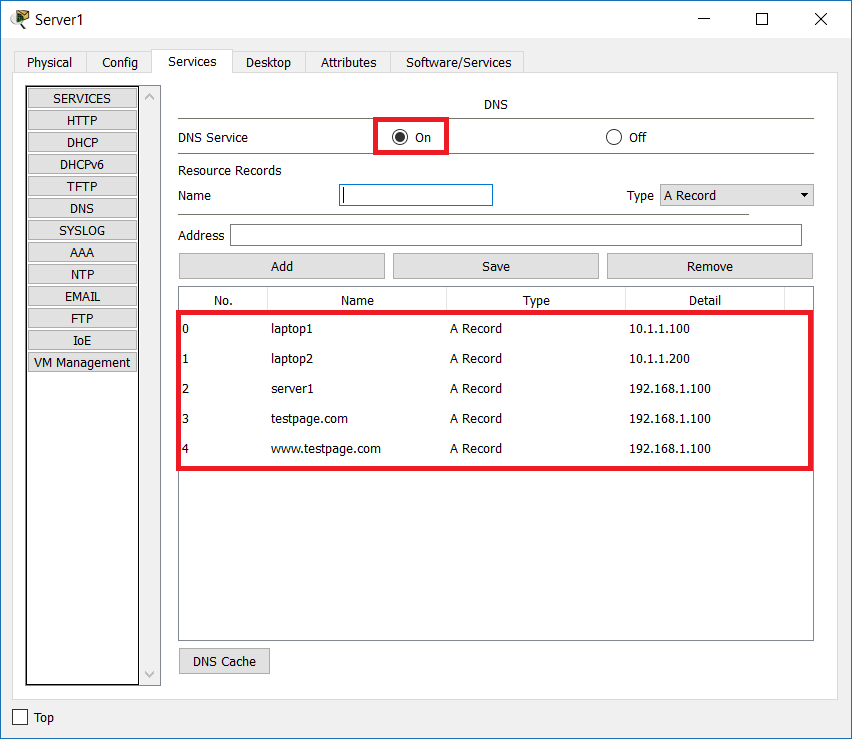 Server1
Physical Config Services Desktop Attributes Software/Services
SERVICES
HTTP
DHCP
DHCPv6
TFTP
DNS
SYSLOG
AAA
NTP
EMAIL
FTP
IoE
VM Management
DNS
DNS Service On Off
Resource Records
Name Type A Record
Address
Add Save Remove
No. Name Type Detail
0 laptop1 A Record 10.1.1.100
1 laptop2 A Record 10.1.1.200
2 server1 A Record 192.168.1.100
3 testpage.com A Record 192.168.1.100
4 www.testpage.com A Record 192.168.1.100
DNS Cache
Top